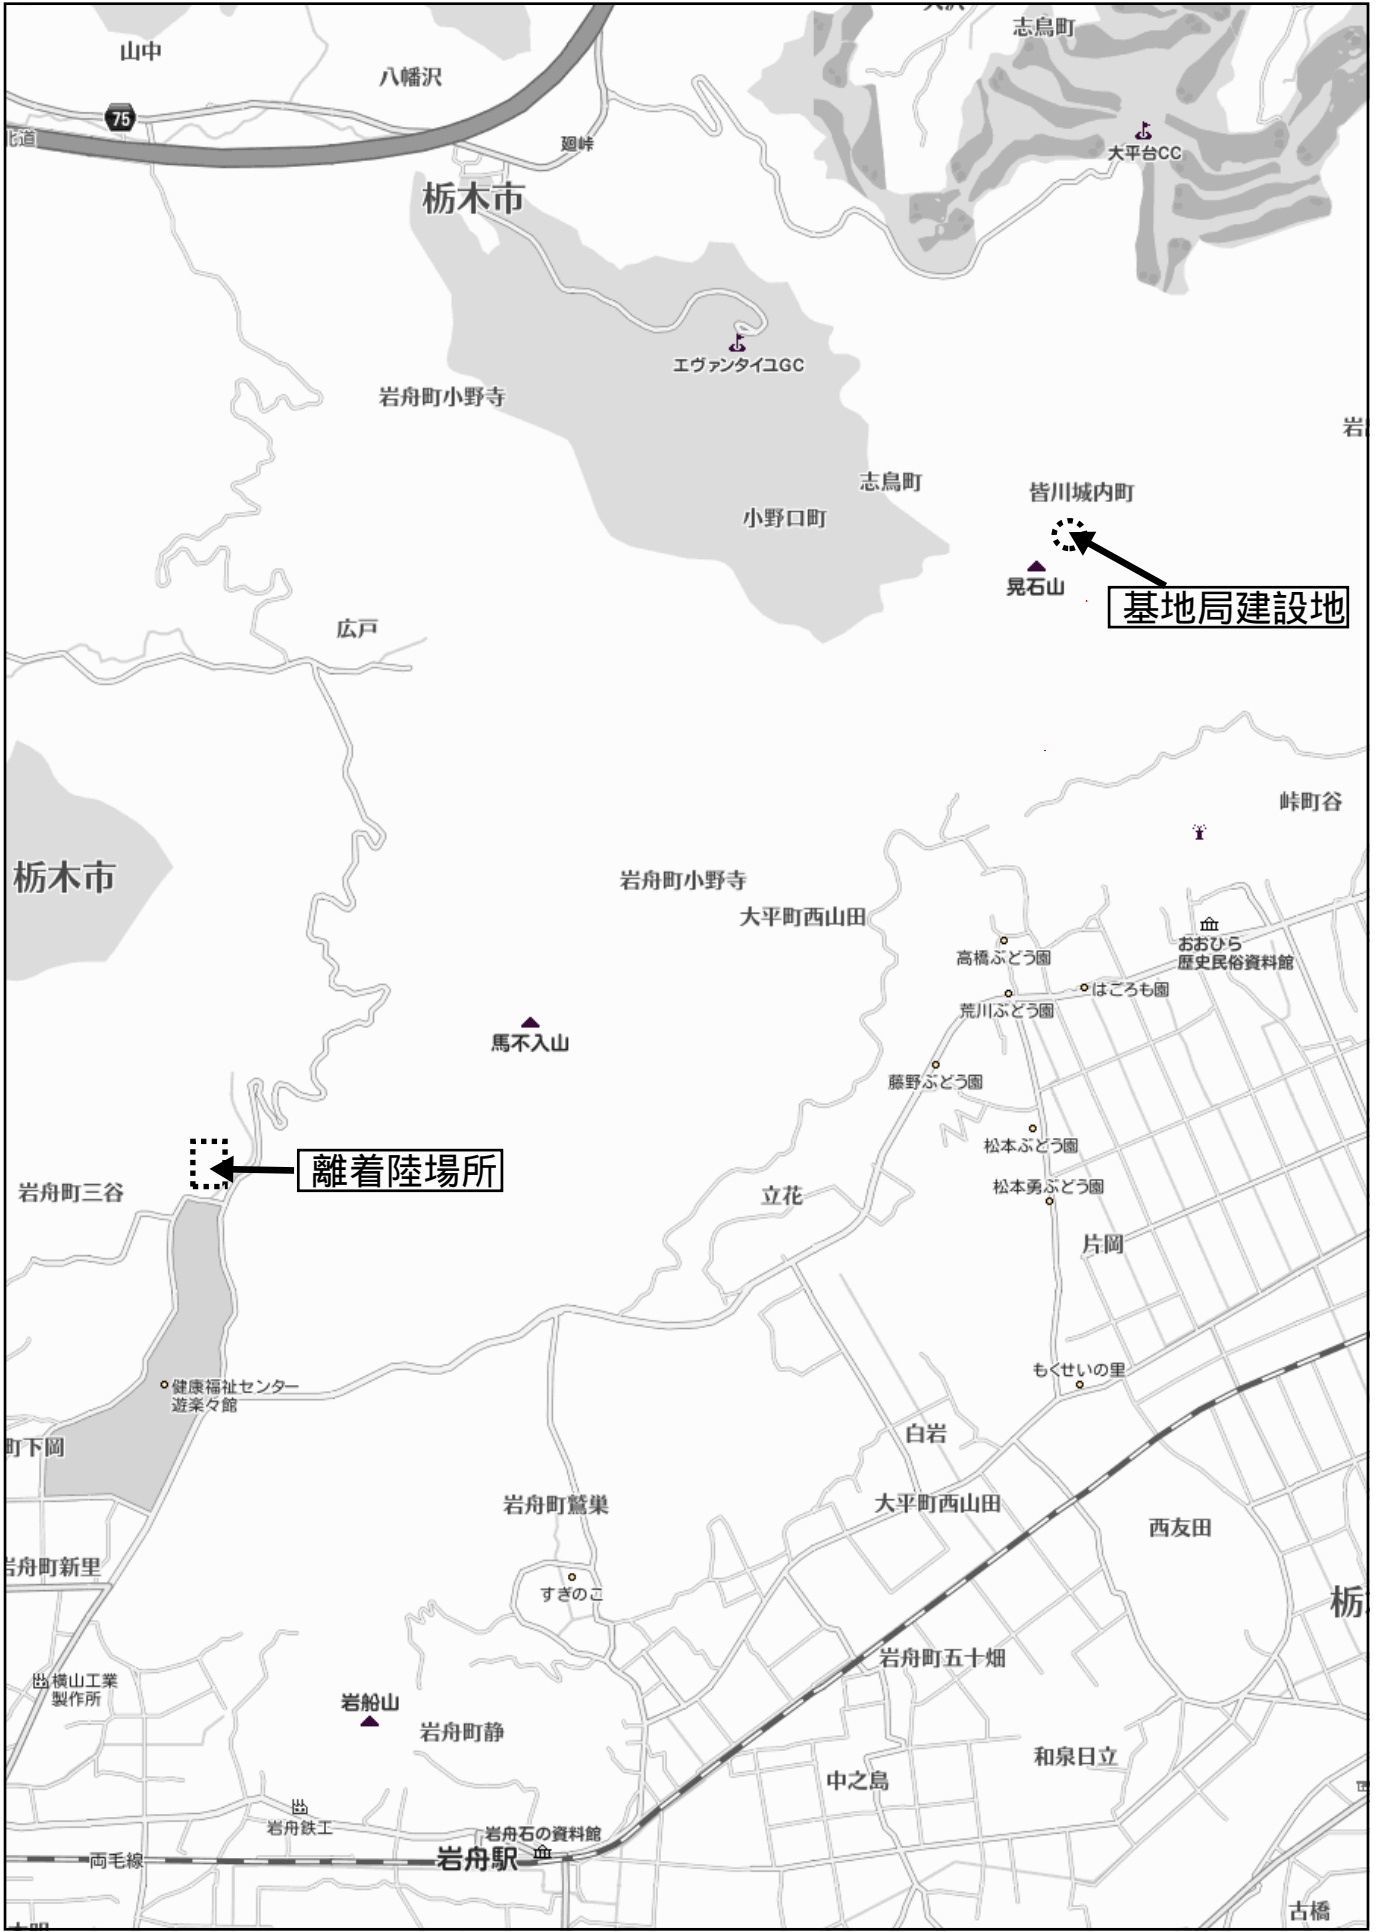 志鳥町
山中
八幡沢
75
北道
廻峠
大平台CC
栃木市
エヴァンタイユGC
岩舟町小野寺
岩
志鳥町
皆川城内町
小野口町
晃石山
基地局建設地
広戸
峠町谷
栃木市
岩舟町小野寺
大平町西山田
おおひら
歴史民俗資料館
高橋ぶどう園
はごろも園
荒川ぶどう園
馬不入山
藤野ぶどう園
松本ぶどう園
離着陸場所
岩舟町三谷
立花
松本勇ぶどう園
片岡
もくせいの里
健康福祉センター
遊楽々館
町下岡
白岩
岩舟町鷲巣
大平町西山田
西友田
岩舟町新里
すぎのこ
栃
岩舟町五十畑
横山工業
製作所
岩船山
岩舟町静
和泉日立
中之島
岩舟鉄工
岩舟石の資料館
両毛線
岩舟駅
古橋